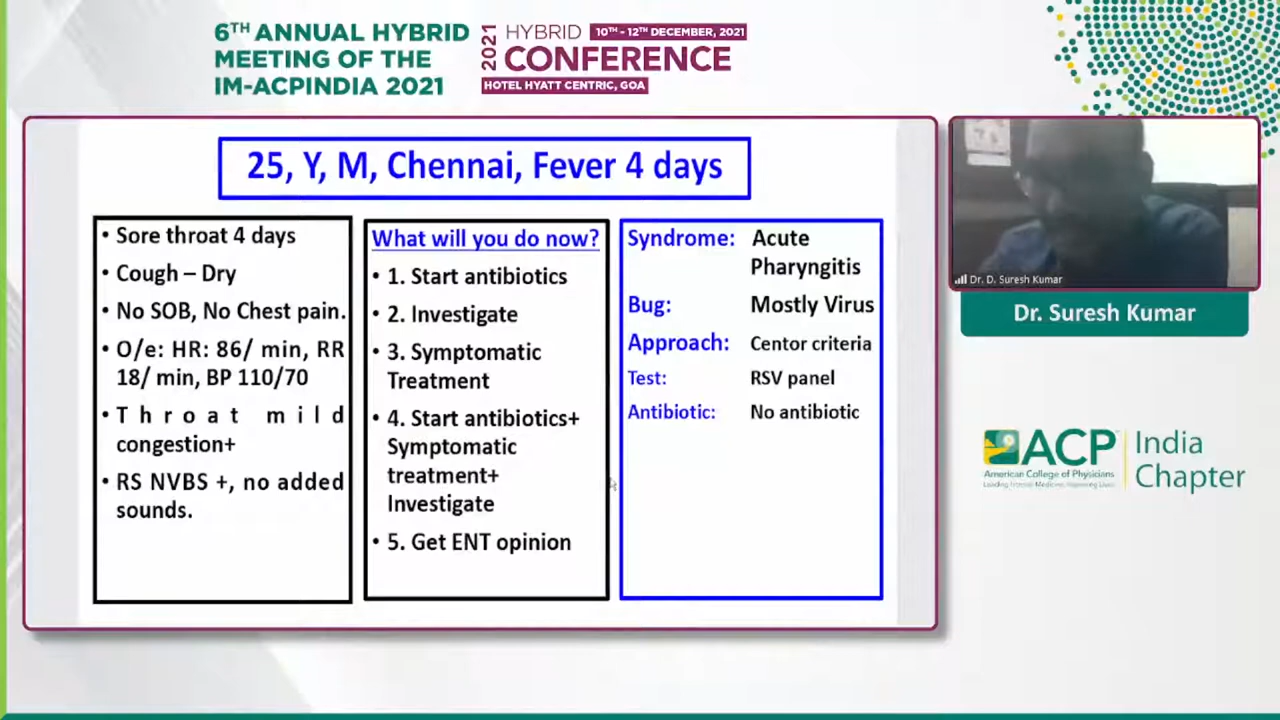 6TH ANNUAL HYBRID
MEETING OF THE
IM-ACPINDIA 2021
2021
HYBRID 10TH - 12TH DECEMBER, 2021
CONFERENCE
HOTEL HYATT CENTRIC, GOA
25, Y, M, Chennai, Fever 4 days
• Sore throat 4 days
• Cough – Dry
• No SOB, No Chest pain.
• O/e: HR: 86/ min, RR
18/ min, BP 110/70
• Throat mild
congestion+
• RS NVBS +, no added
sounds.
What will you do now?
• 1. Start antibiotics
• 2. Investigate
• 3. Symptomatic
Treatment
• 4. Start antibiotics+
Symptomatic
treatment+
Investigate
• 5. Get ENT opinion
Syndrome: Acute
Pharyngitis
Bug: Mostly Virus
Approach: Centor criteria
Test: RSV panel
Antibiotic: No antibiotic
Dr. D. Suresh Kumar
Dr. Suresh Kumar
ACP
American College of Physicians
Leading Internal Medicine, Improving Lives
India
Chapter